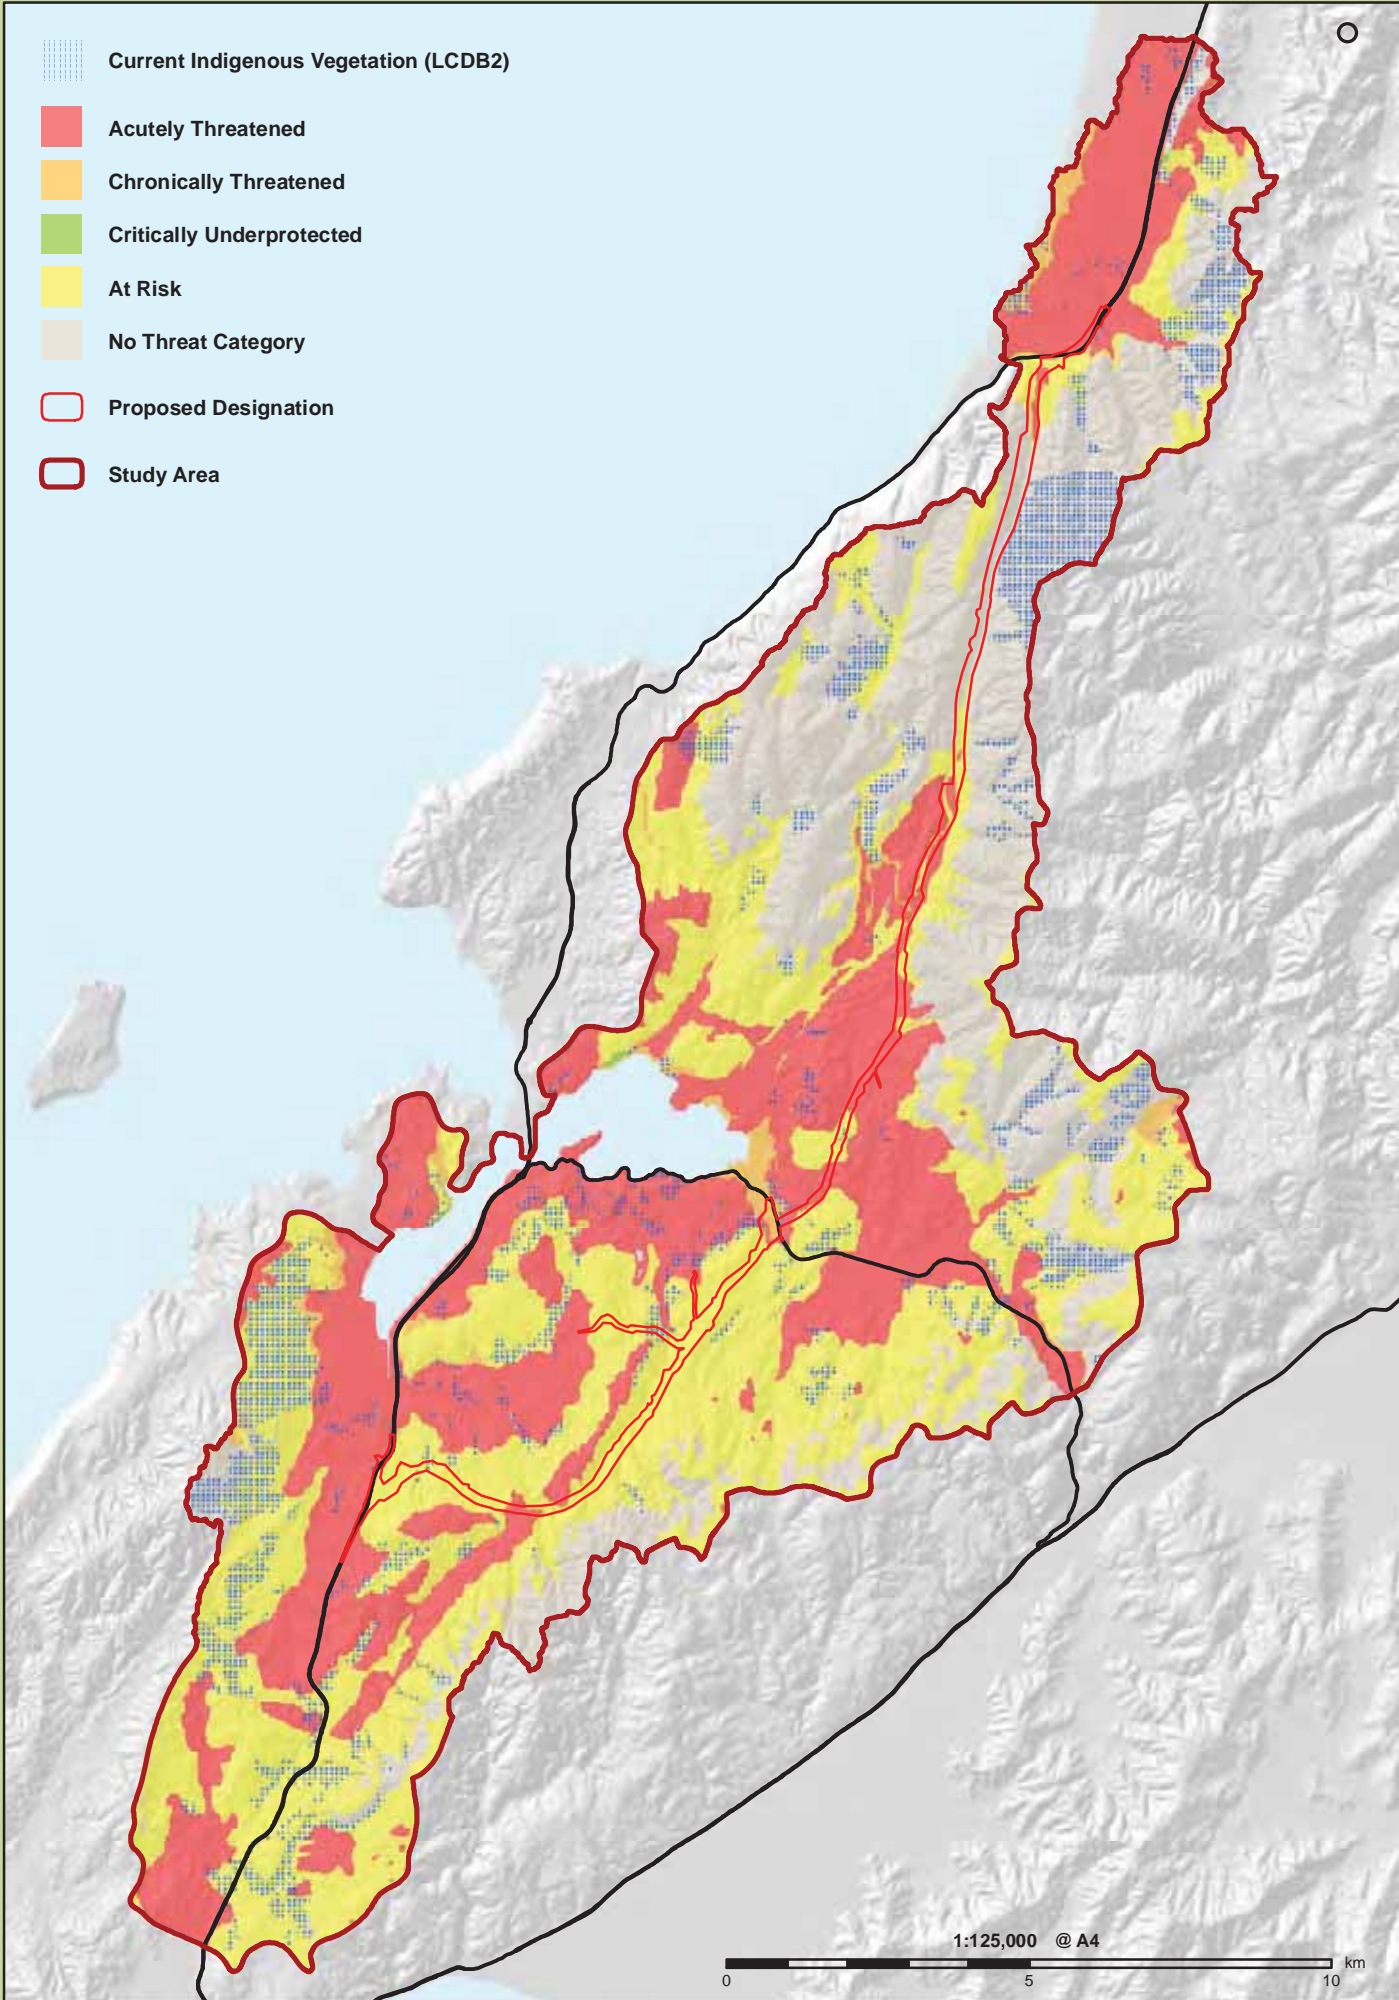 Current Indigenous Vegetation (LCDB2)
Acutely Threatened
Chronically Threatened
Critically Underprotected
At Risk
No Threat Category
Proposed Designation
Study Area
1:125,000 @ A4
km
0 5 10